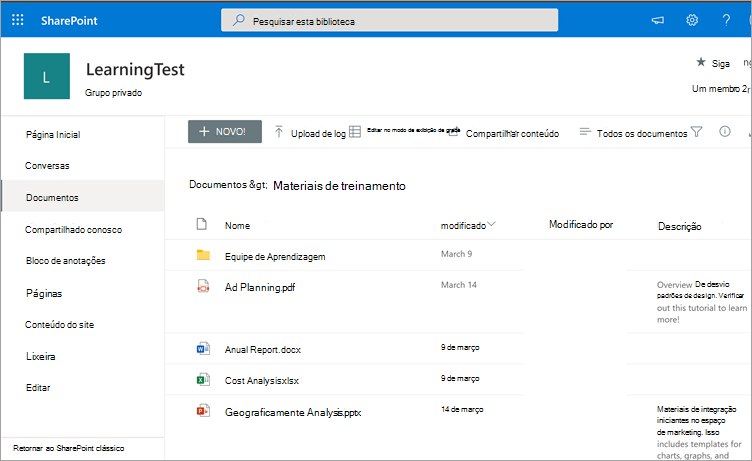 SharePoint
Pesquisar esta biblioteca
?
L
LearningTest
Grupo privado
Siga
Um membro 2,
Página Inicial
Conversas
Documentos
Compartilhado conosco
Bloco de anotações
Páginas
Conteúdo do site
Lixeira
Editar
Retornar ao SharePoint clássico
+ NOVO!
Upload de log
Editar no modo de exibição de grade
Compartilhar conteúdo
Todos os documentos
Documentos &gt; Materiais de treinamento
Nome
modificado
Modificado por
Descrição
Equipe de Aprendizagem
March 9
Ad Planning.pdf
March 14
Overview De desvio
padrões de design. Verificar
out this tutorial to learn
more!
Anual Report.docx
9 de março
Cost Analysisxlsx
9 de março
Geograficamente Analysis.pptx
14 de março
Materiais de integração
iniciantes no espaço
de marketing. Isso
includes templates for
charts, graphs, and